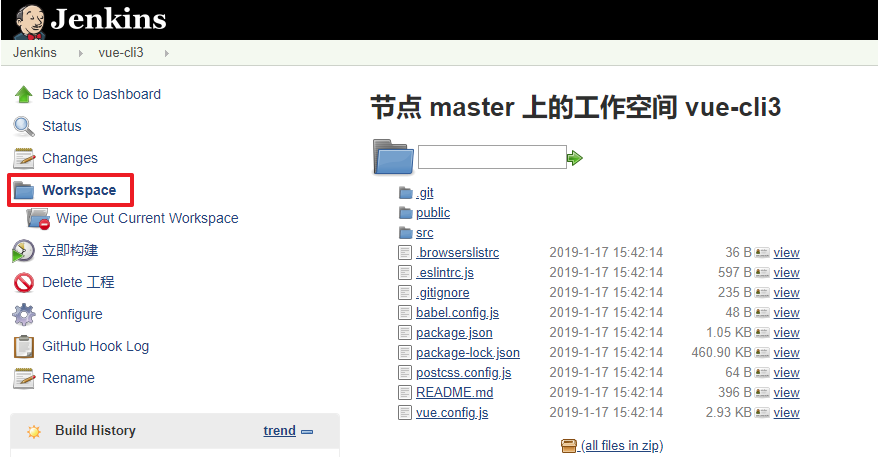 Jenkins
Jenkins vue-cli3
Back to Dashboard
Status
Changes
Workspace
Wipe Out Current Workspace
立即构建
Delete 工程
Configure
GitHub Hook Log
Rename
Build History trend
节点 master 上的工作空间 vue-cli3
.git
public
src
.browserslistrc 2019-1-17 15:42:14 36 B view
.eslintrc.js 2019-1-17 15:42:14 597 B view
.gitignore 2019-1-17 15:42:14 235 B view
babel.config.js 2019-1-17 15:42:14 48 B view
package.json 2019-1-17 15:42:14 1.05 KB view
package-lock.json 2019-1-17 15:42:14 460.90 KB view
postcss.config.js 2019-1-17 15:42:14 64 B view
README.md 2019-1-17 15:42:14 396 B view
vue.config.js 2019-1-17 15:42:14 2.93 KB view
(all files in zip)